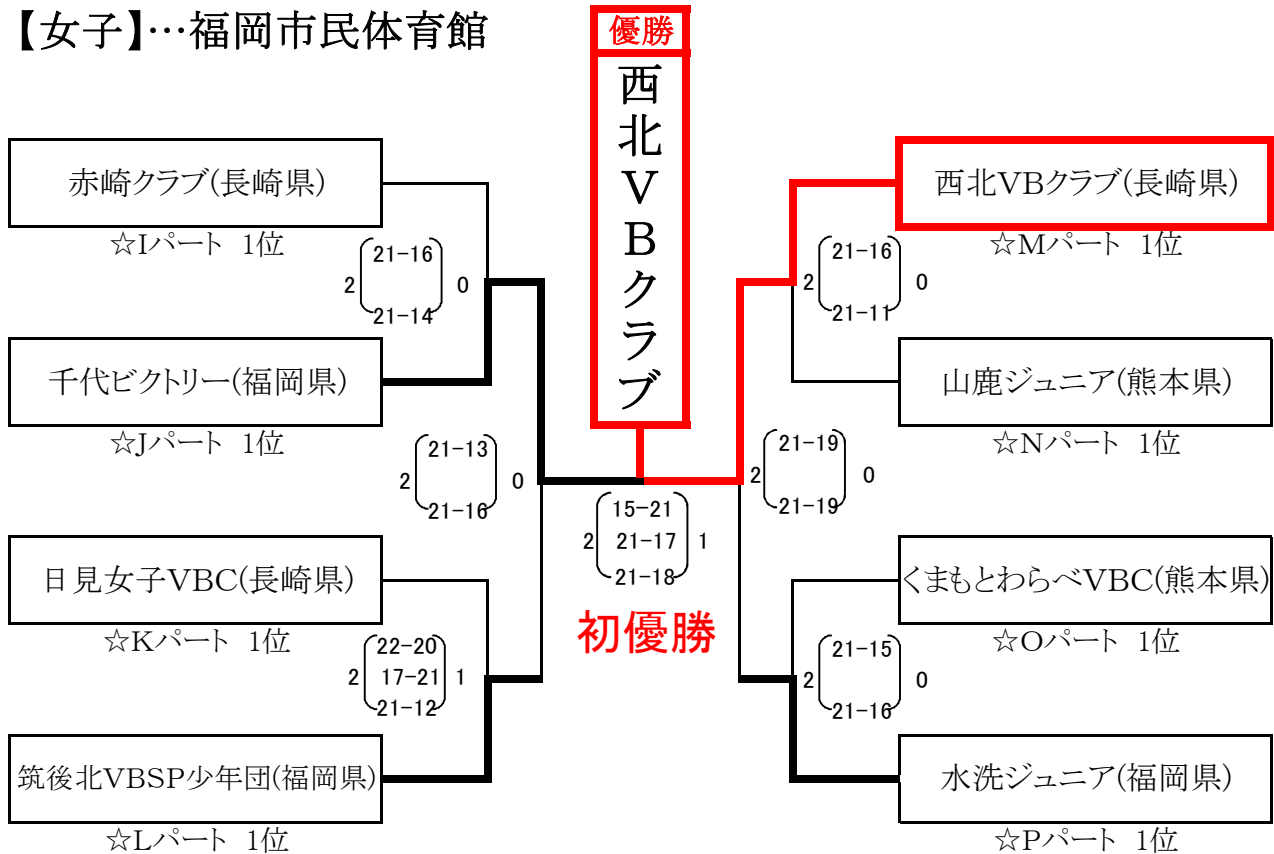 【女子】…福岡市民体育館
優勝
西北VBクラブ
赤崎クラブ(長崎県)
☆Iパート 1位
2
21-16
21-14
0
千代ビクトリー(福岡県)
☆Jパート 1位
2
21-13
21-16
0
日見女子VBC(長崎県)
☆Kパート 1位
2
22-20
17-21
21-12
1
筑後北VBSP少年団(福岡県)
☆Lパート 1位
2
15-21
21-17
21-18
1
初優勝
西北VBクラブ(長崎県)
☆Mパート 1位
2
21-16
21-11
0
山鹿ジュニア(熊本県)
☆Nパート 1位
2
21-19
21-19
0
くまもとわらべVBC(熊本県)
☆Oパート 1位
2
21-15
21-16
0
水洗ジュニア(福岡県)
☆Pパート 1位